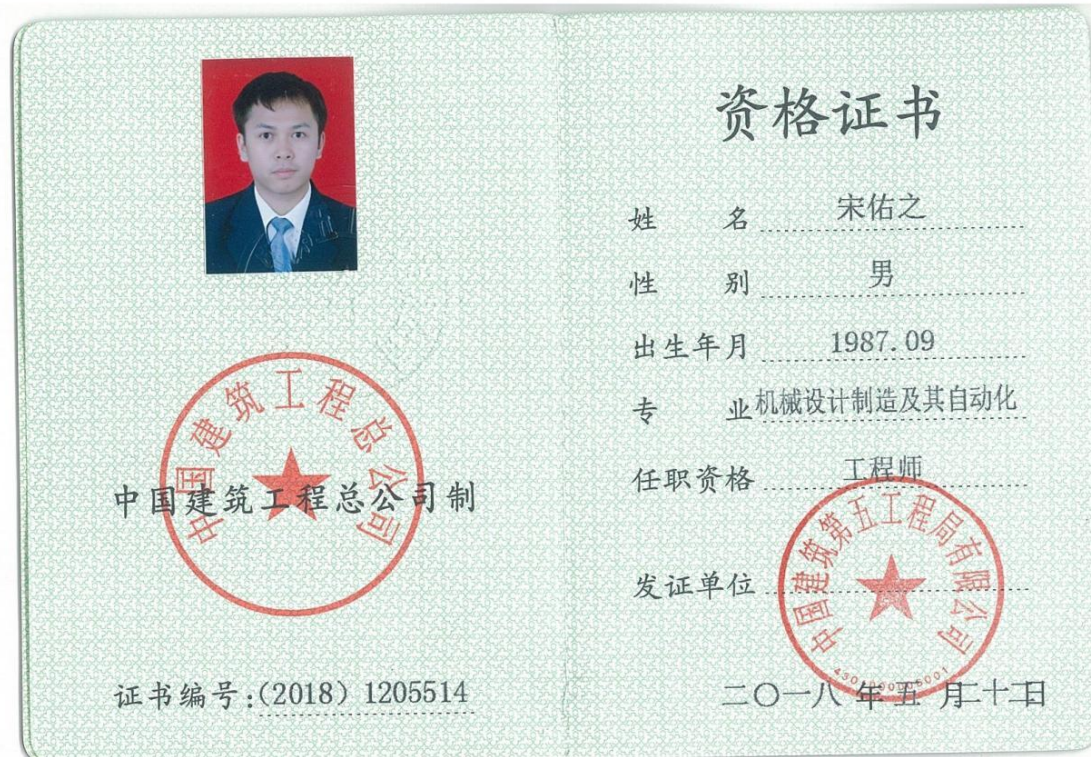 中国建筑工程总公司
中国建筑工程总公司制
证书编号:(2018) 1205514
资格证书
姓 名 宋佑之
性 别 男
出生年月 1987.09
专 业 机械设计制造及其自动化
任职资格 工程师
发证单位
中国建筑第五工程局有限公司
二〇一八 年 五 月二十二日